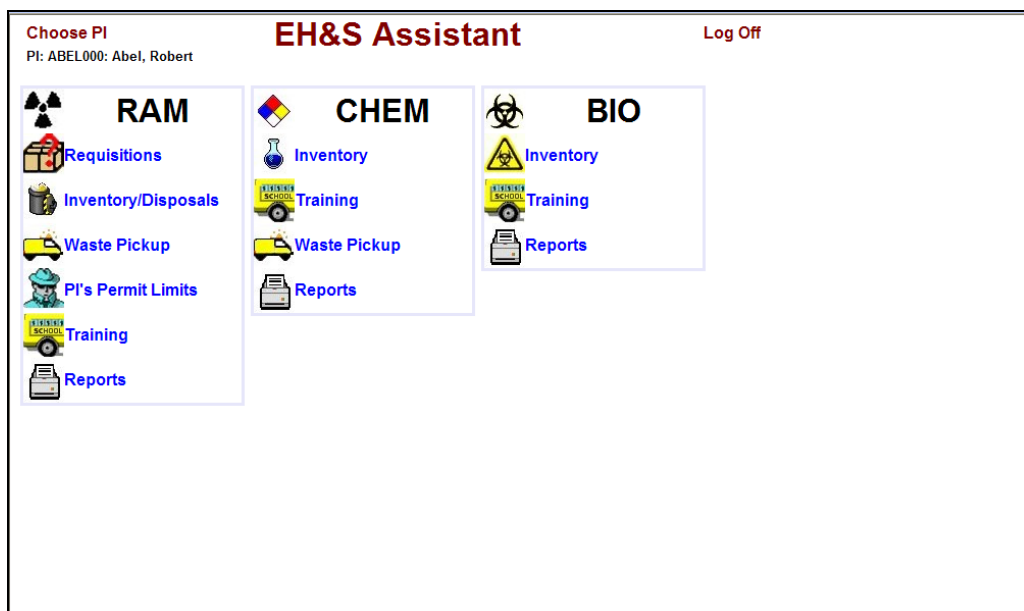 Choose PI
EH&S Assistant
Log Off
PI: ABEL000: Abel, Robert
RAM
Requisitions
Inventory/Disposals
Waste Pickup
PI's Permit Limits
SCHOOL
Training
Reports
CHEM
Inventory
SCHOOL
Training
Waste Pickup
Reports
BIO
Inventory
SCHOOL
Training
Reports